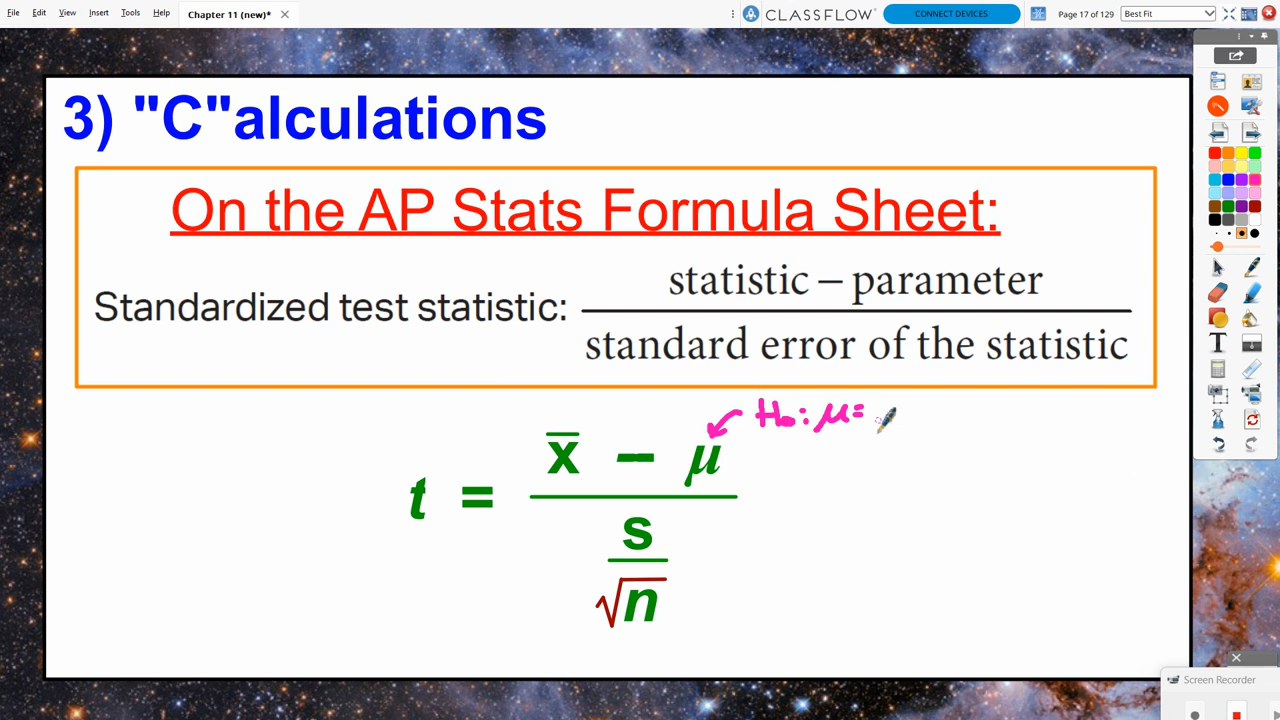 File Edit View Insert Tools Help Chapter 11 (new)* CLASSFLOW CONNECT DEVICES Page 17 of 129 Best Fit
3) "C"alculations
On the AP Stats Formula Sheet:
Standardized test statistic: statistic – parameter
standard error of the statistic
H₀: μ=
t = x̄ – μ
s
√n
Screen Recorder